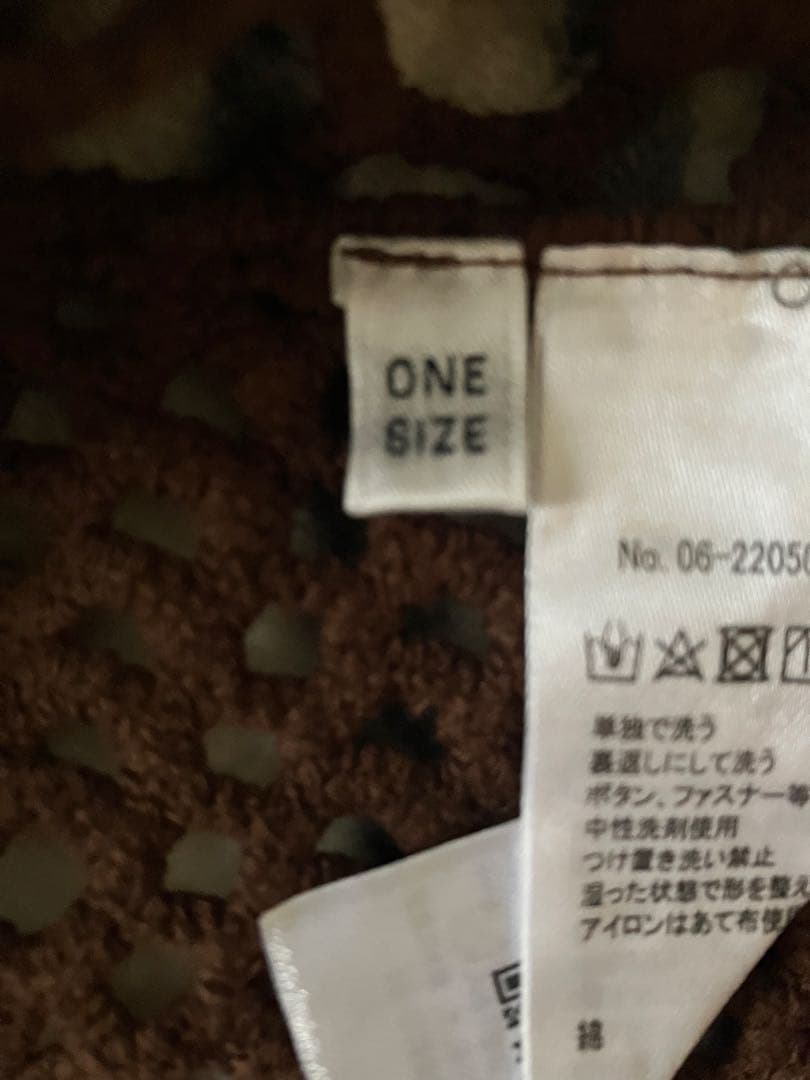 ONE
SIZE
No. 06-2205
単独で洗う
裏返しにして洗う
ボタン、ファスナー等
中性洗剤使用
つけ置き洗い禁止
湿った状態で形を整え
アイロンはあて布使用
綿